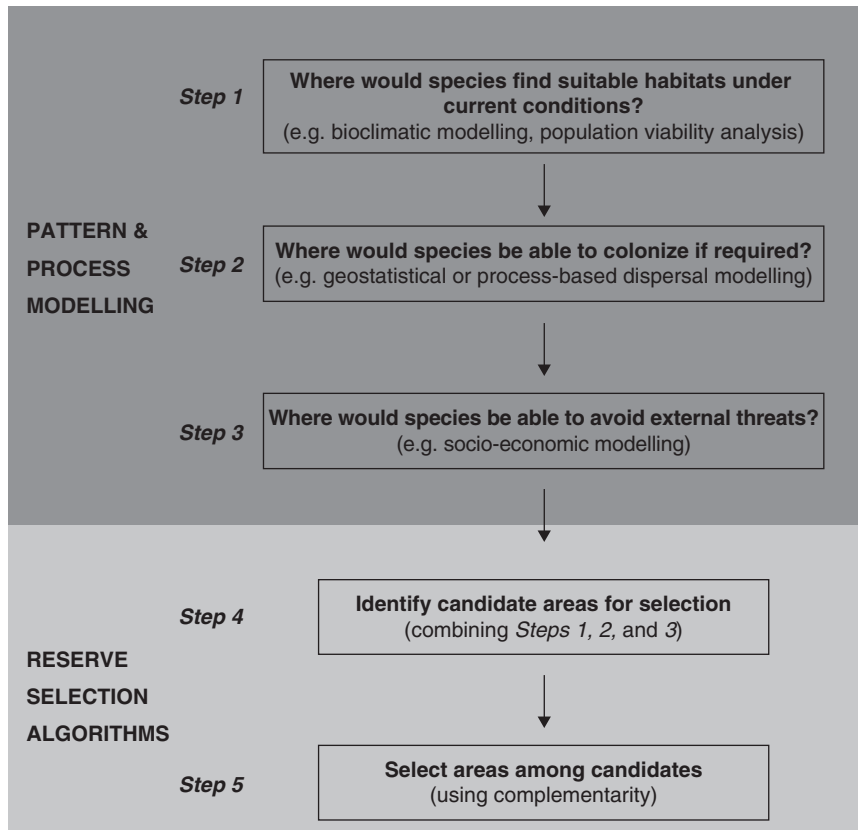 Step 1
Where would species find suitable habitats under
current conditions?
(e.g. bioclimatic modelling, population viability analysis)
PATTERN &
PROCESS
MODELLING
Step 2
Where would species be able to colonize if required?
(e.g. geostatistical or process-based dispersal modelling)
Step 3
Where would species be able to avoid external threats?
(e.g. socio-economic modelling)
Step 4
Identify candidate areas for selection
(combining Steps 1, 2, and 3)
RESERVE
SELECTION
ALGORITHMS
Step 5
Select areas among candidates
(using complementarity)